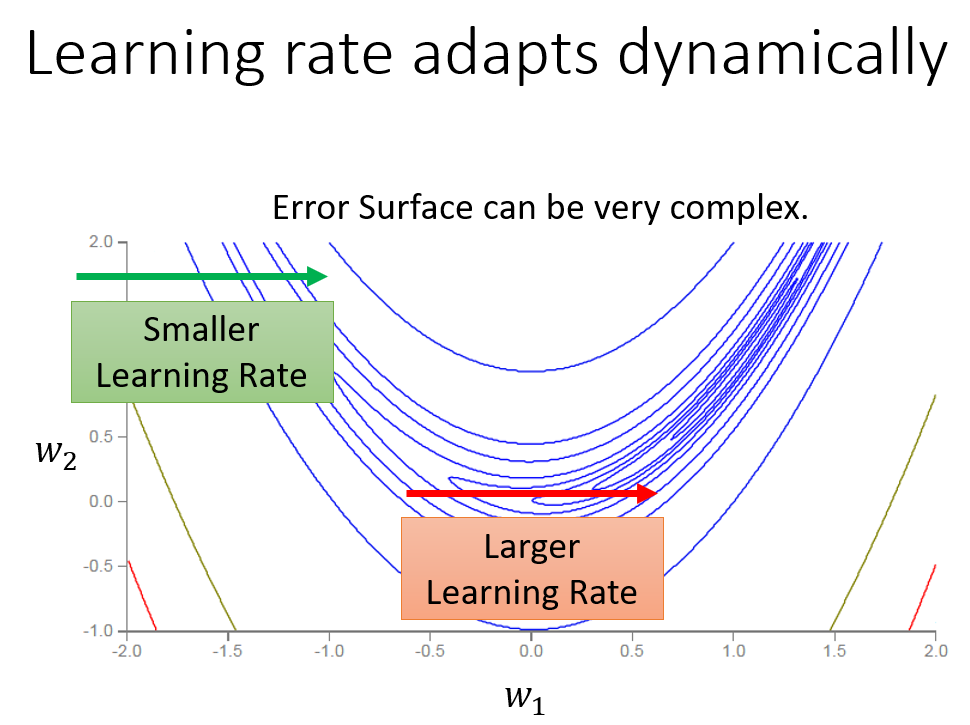 Learning rate adapts dynamically
Error Surface can be very complex.
2.0
Smaller
Learning Rate
0.5
w₂
0.0
Larger
Learning Rate
-0.5
-1.0
-2.0 -1.5 -1.0 -0.5 0.0 0.5 1.0 1.5 2.0
w₁